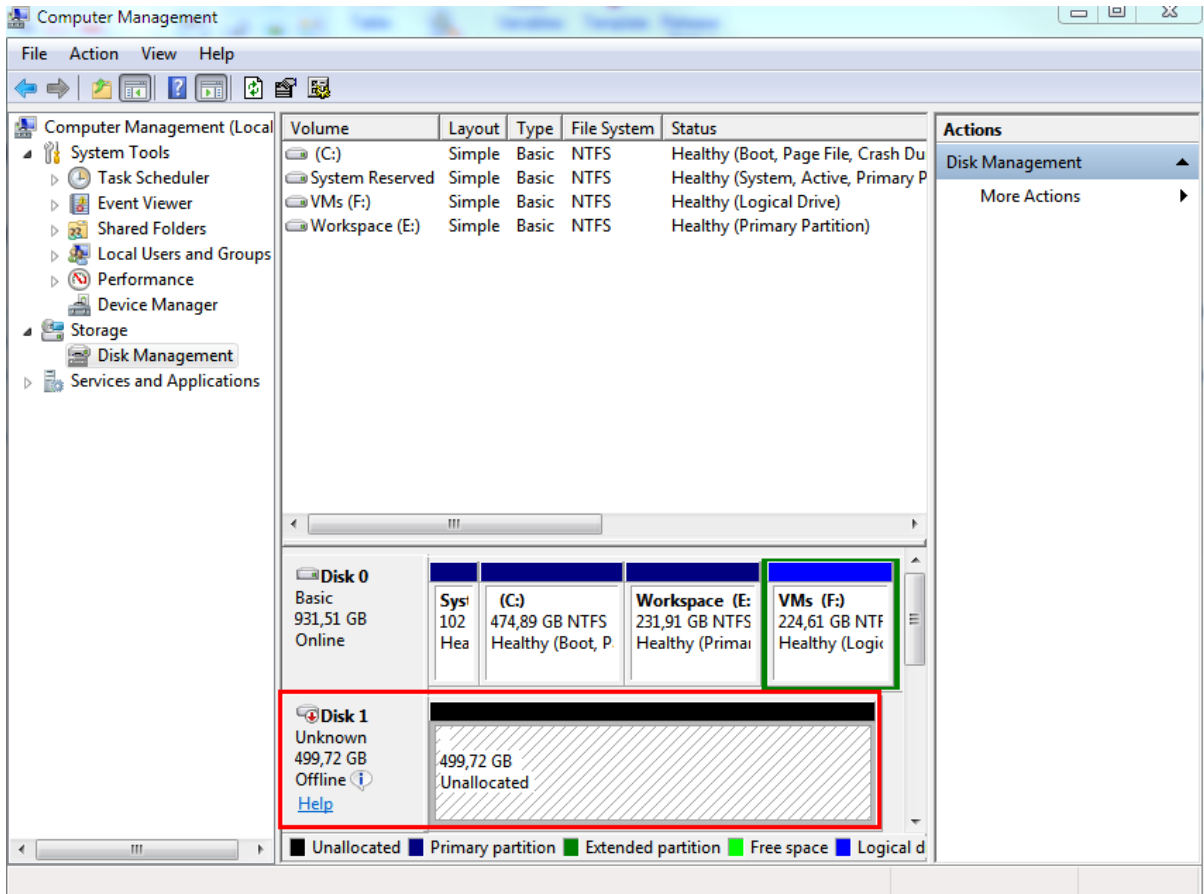 Computer Management
File Action View Help
Computer Management (Local
System Tools
Task Scheduler
Event Viewer
Shared Folders
Local Users and Groups
Performance
Device Manager
Storage
Disk Management
Services and Applications
Volume Layout Type File System Status
(C:) Simple Basic NTFS Healthy (Boot, Page File, Crash Du
System Reserved Simple Basic NTFS Healthy (System, Active, Primary P
VMs (F:) Simple Basic NTFS Healthy (Logical Drive)
Workspace (E:) Simple Basic NTFS Healthy (Primary Partition)
Disk 0
Basic
931,51 GB
Online
Syst
102
Hea
(C:)
474,89 GB NTFS
Healthy (Boot, P
Workspace (E:
231,91 GB NTFS
Healthy (Primar
VMs (F:)
224,61 GB NTF
Healthy (Logic
Disk 1
Unknown
499,72 GB
Offline
Help
499,72 GB
Unallocated
Unallocated Primary partition Extended partition Free space Logical d
Actions
Disk Management
More Actions